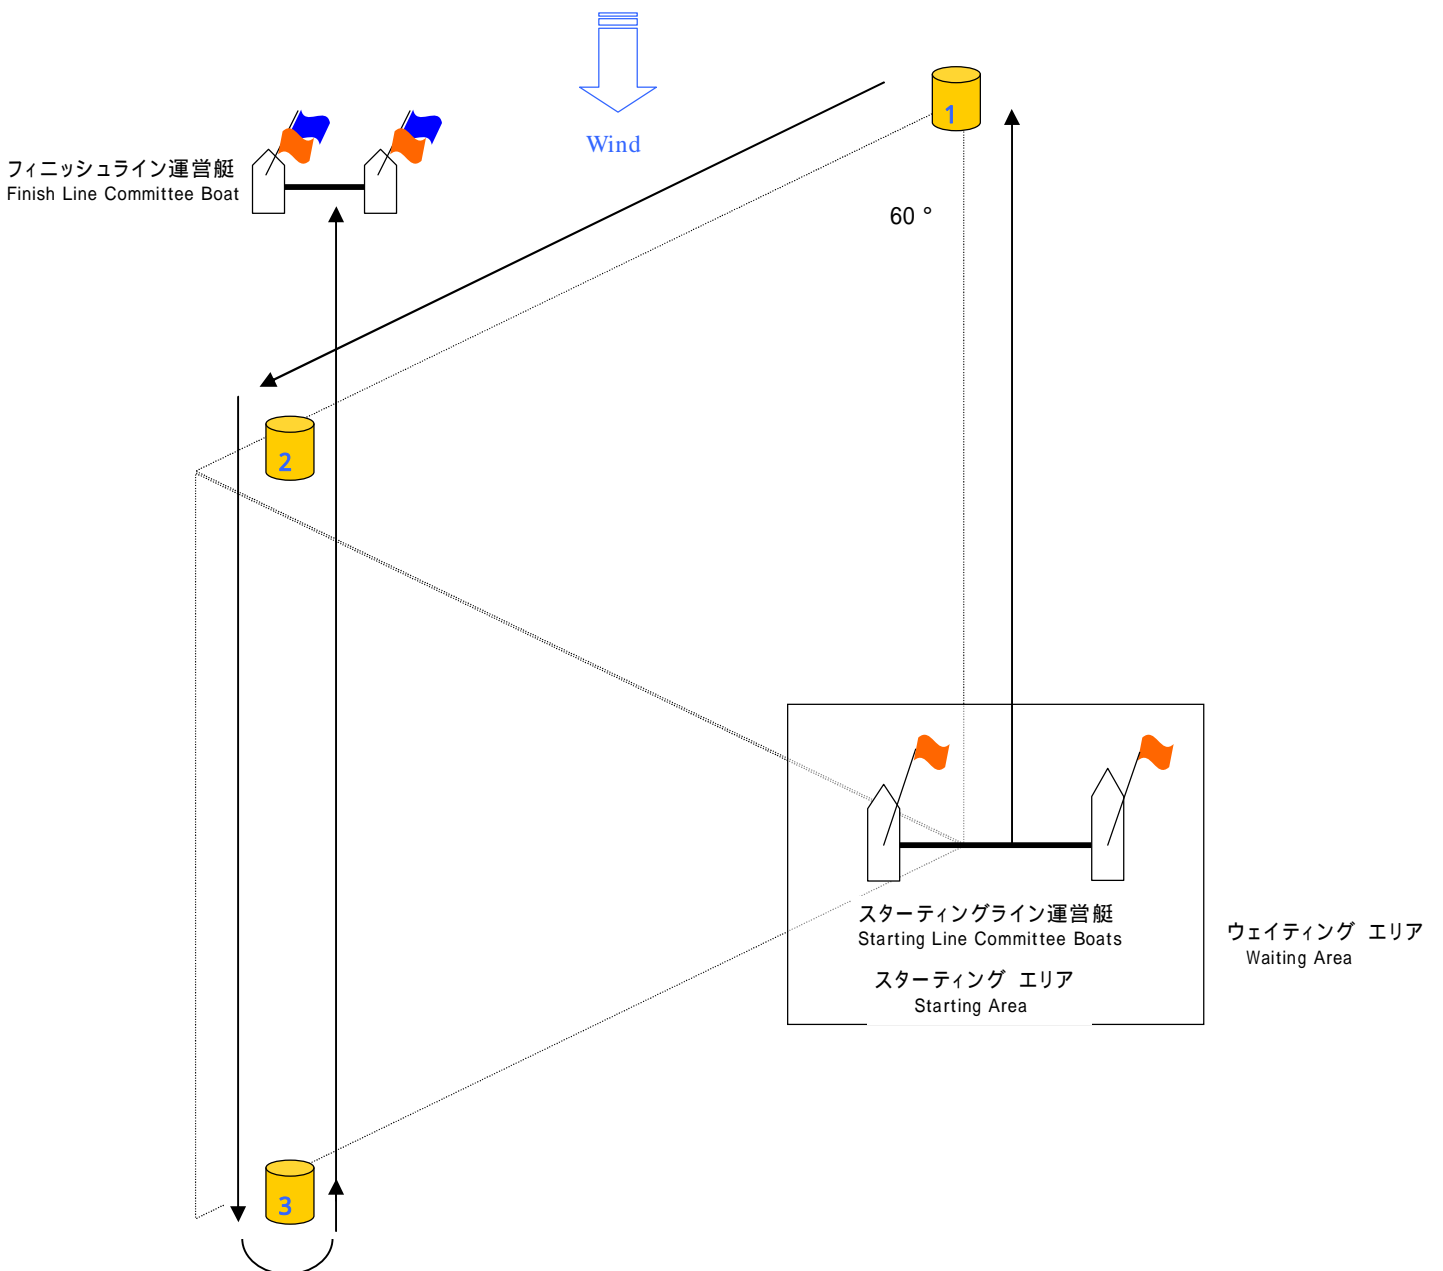 Wind
1
フィニッシュライン運営艇
Finish Line Committee Boat
60 °
2
スターティングライン運営艇
Starting Line Committee Boats
スターティング エリア
Starting Area
ウェイティング エリア
Waiting Area
3